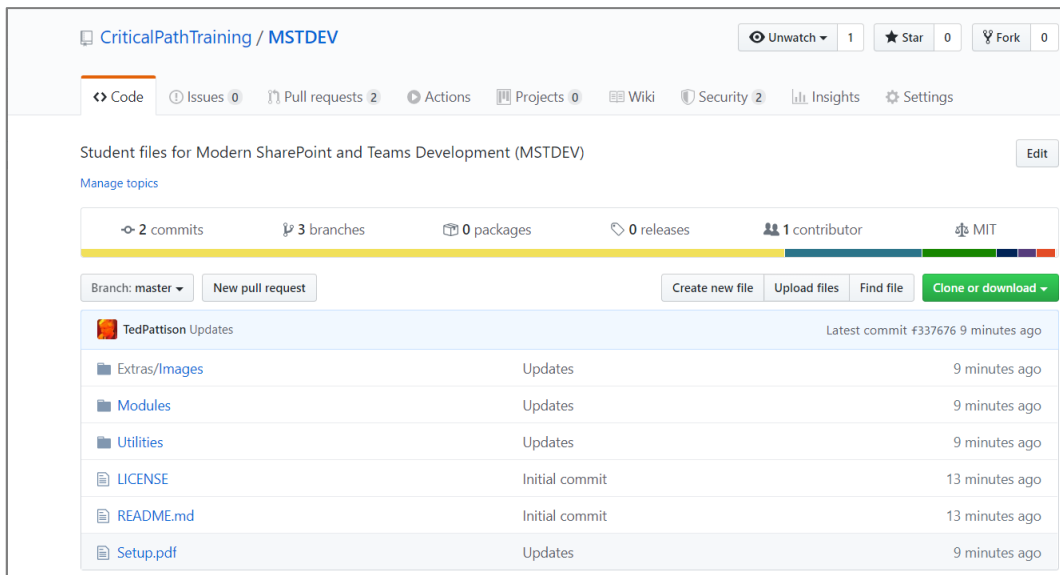 CriticalPathTraining / MSTDEV
Unwatch 1 Star 0 Fork 0
Code Issues 0 Pull requests 2 Actions Projects 0 Wiki Security 2 Insights Settings
Student files for Modern SharePoint and Teams Development (MSTDEV) Edit
Manage topics
2 commits 3 branches 0 packages 0 releases 1 contributor MIT
Branch: master New pull request Create new file Upload files Find file Clone or download
TedPattison Updates Latest commit f337676 9 minutes ago
Extras/Images Updates 9 minutes ago
Modules Updates 9 minutes ago
Utilities Updates 9 minutes ago
LICENSE Initial commit 13 minutes ago
README.md Initial commit 13 minutes ago
Setup.pdf Updates 9 minutes ago